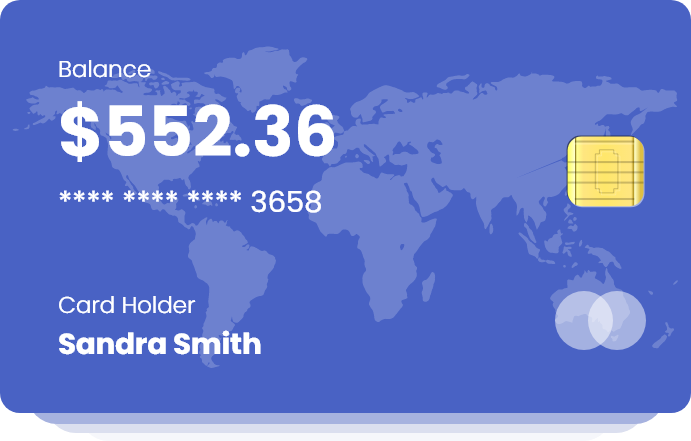 Balance
$552.36
**** **** **** 3658
Card Holder
Sandra Smith